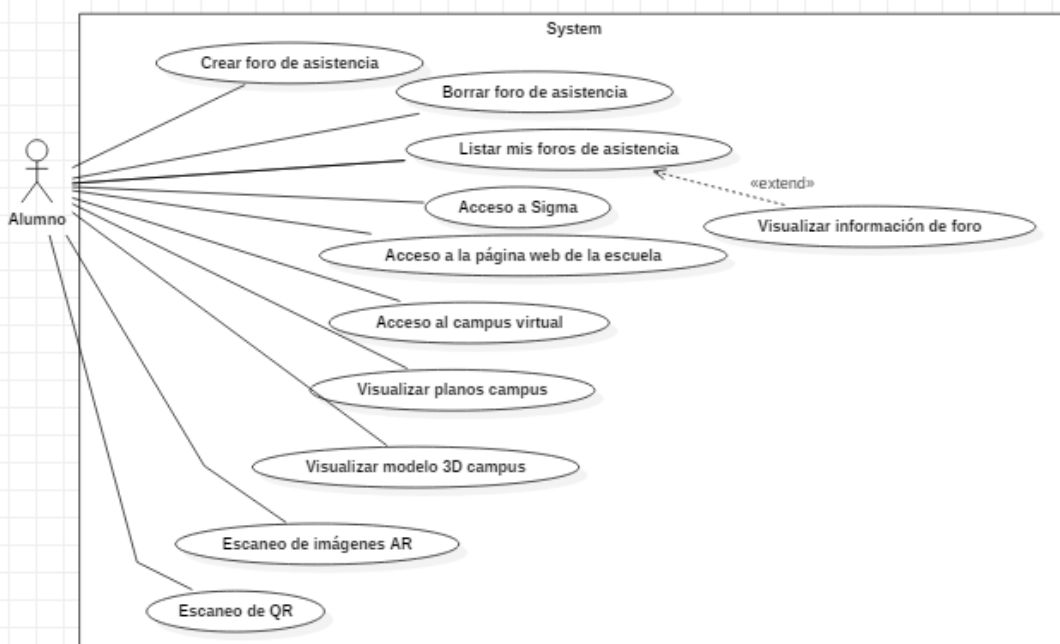 System
Crear foro de asistencia
Borrar foro de asistencia
Listar mis foros de asistencia
«extend»
Acceso a Sigma
Alumno
Visualizar información de foro
Acceso a la página web de la escuela
Acceso al campus virtual
Visualizar planos campus
Visualizar modelo 3D campus
Escaneo de imágenes AR
Escaneo de QR